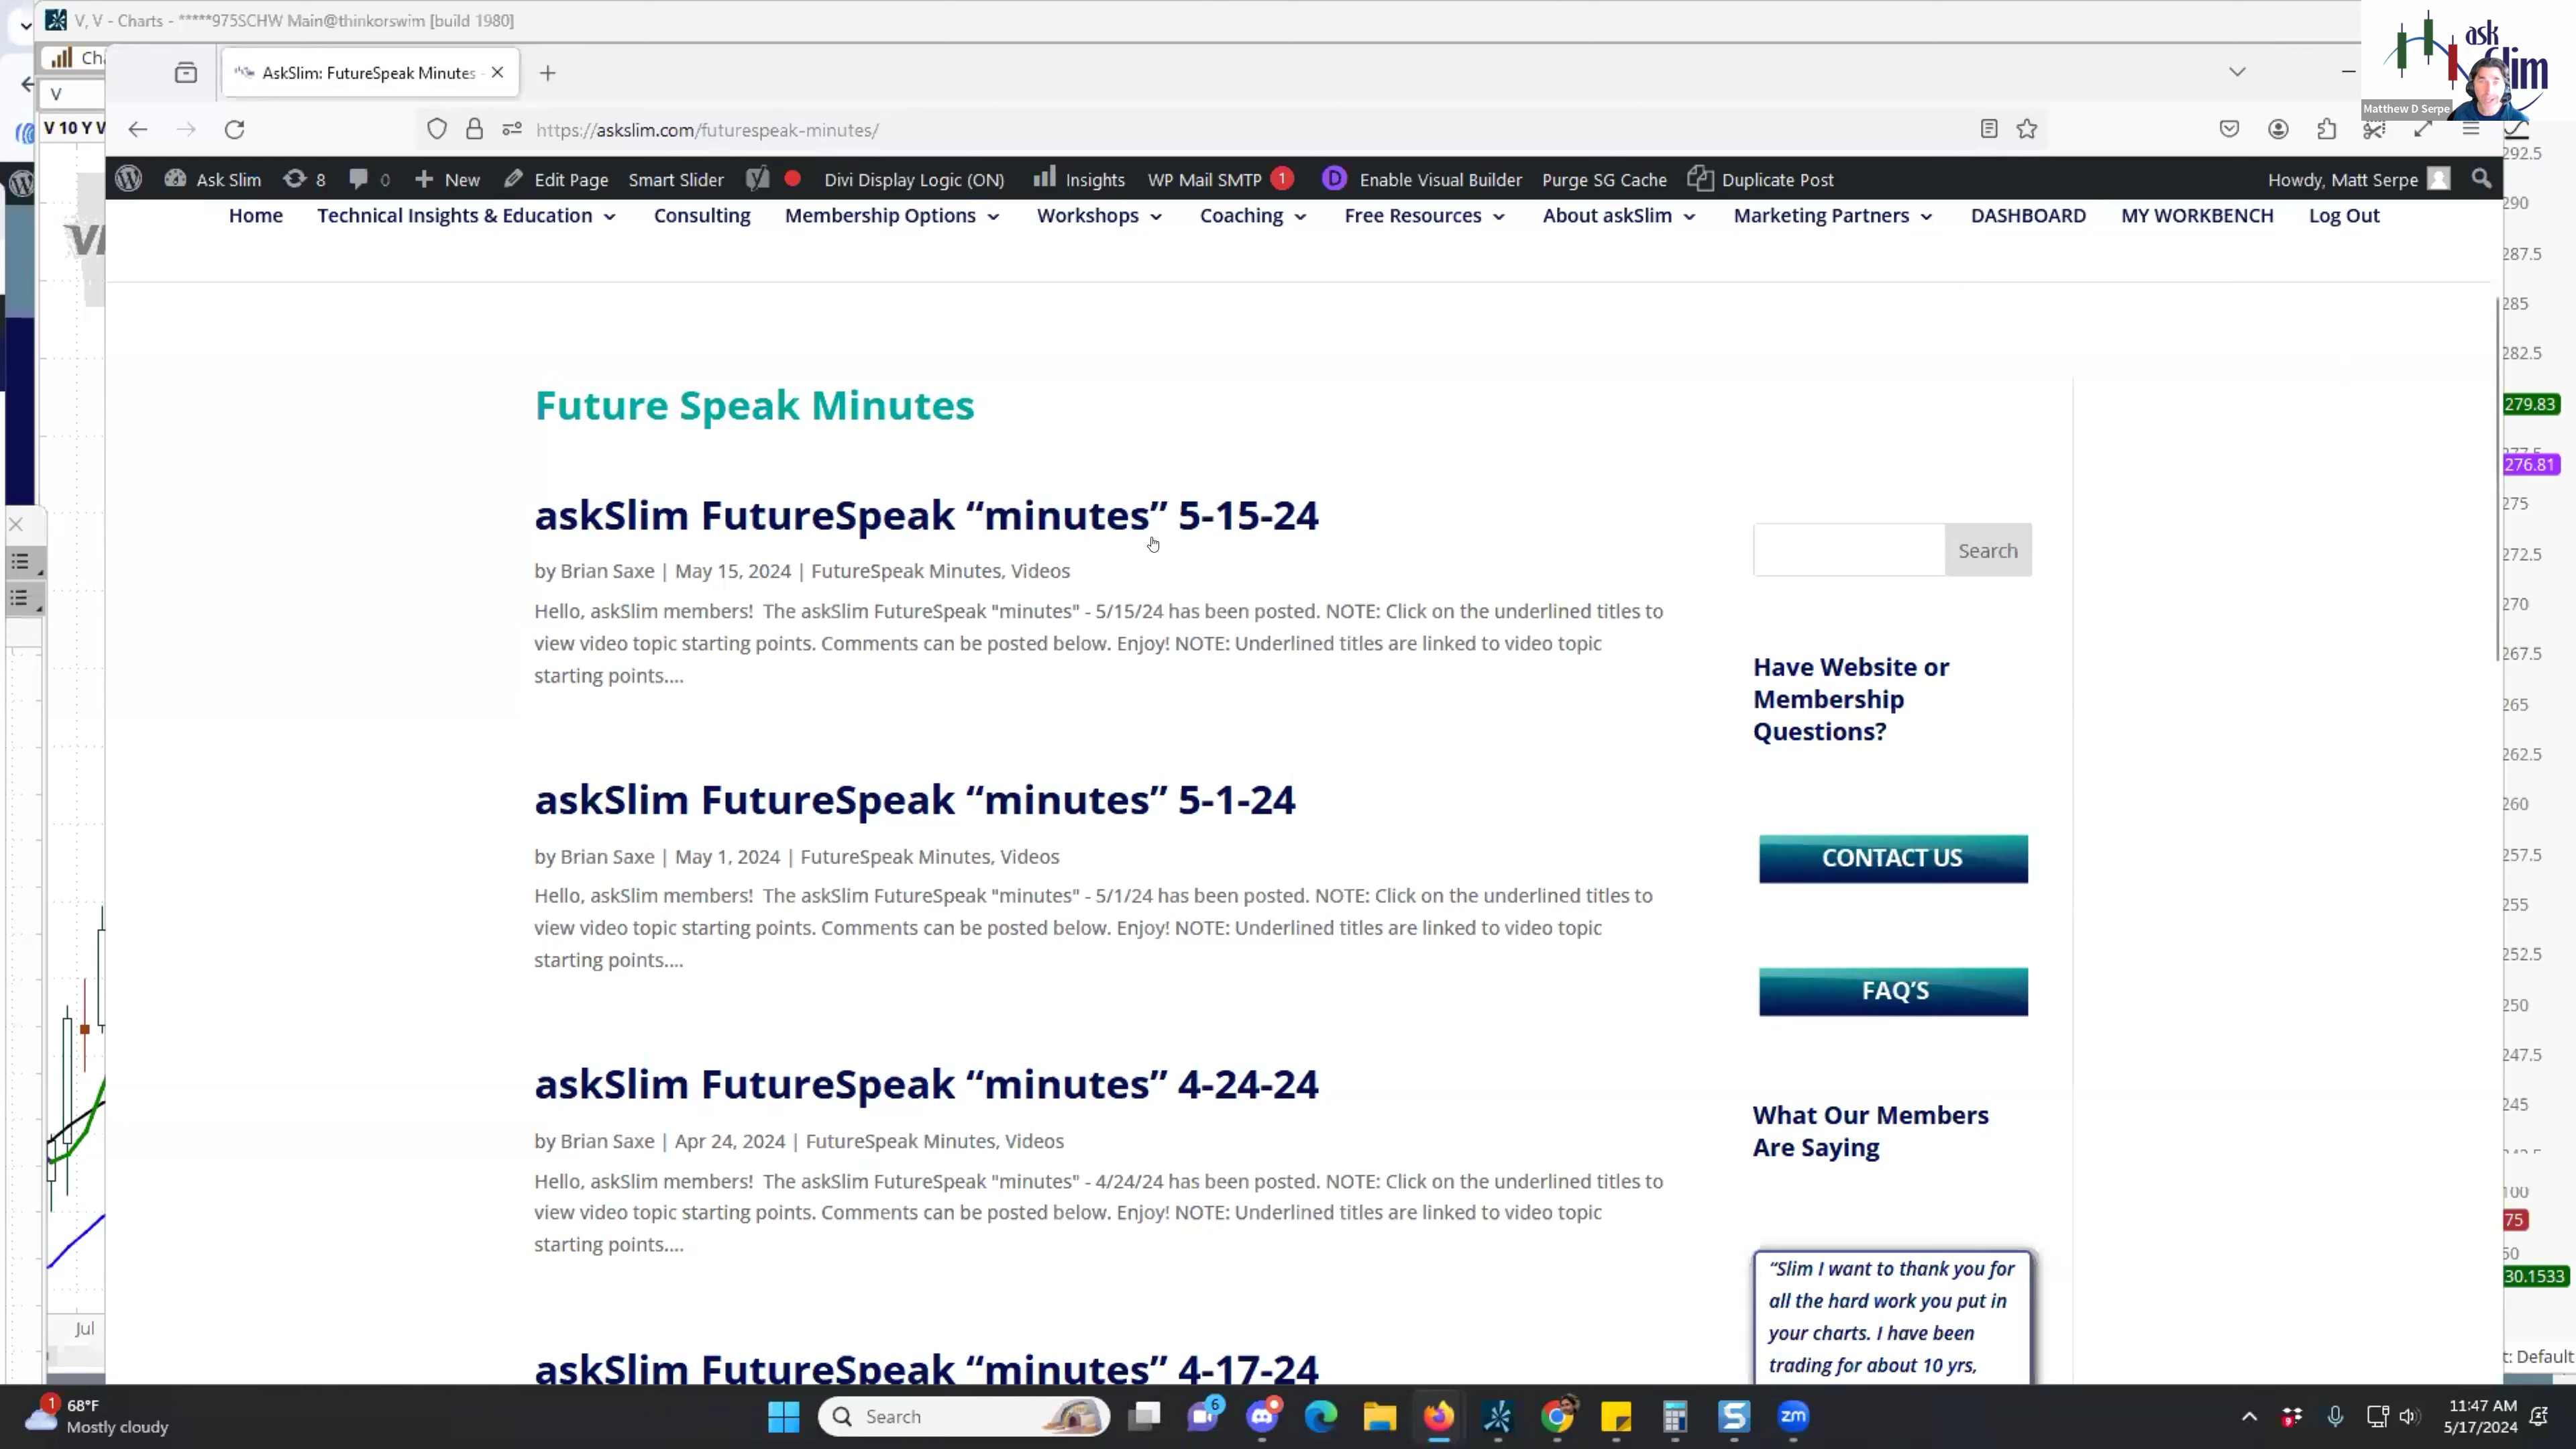 V, V - Charts - *****975SCHW Main@thinkorswim [build 1980]
ask
Slim
Matthew D Serpe
AskSlim: FutureSpeak Minutes -
V
V 10 Y V
https://askslim.com/futurespeak-minutes/
Ask Slim 8 0 New Edit Page Smart Slider Divi Display Logic (ON) Insights WP Mail SMTP 1 Enable Visual Builder Purge SG Cache Duplicate Post Howdy, Matt Serpe
Home Technical Insights & Education Consulting Membership Options Workshops Coaching Free Resources About askSlim Marketing Partners DASHBOARD MY WORKBENCH Log Out
Future Speak Minutes
askSlim FutureSpeak “minutes” 5-15-24
by Brian Saxe | May 15, 2024 | FutureSpeak Minutes, Videos
Hello, askSlim members! The askSlim FutureSpeak "minutes" - 5/15/24 has been posted. NOTE: Click on the underlined titles to
view video topic starting points. Comments can be posted below. Enjoy! NOTE: Underlined titles are linked to video topic
starting points....
askSlim FutureSpeak “minutes” 5-1-24
by Brian Saxe | May 1, 2024 | FutureSpeak Minutes, Videos
Hello, askSlim members! The askSlim FutureSpeak "minutes" - 5/1/24 has been posted. NOTE: Click on the underlined titles to
view video topic starting points. Comments can be posted below. Enjoy! NOTE: Underlined titles are linked to video topic
starting points....
askSlim FutureSpeak “minutes” 4-24-24
by Brian Saxe | Apr 24, 2024 | FutureSpeak Minutes, Videos
Hello, askSlim members! The askSlim FutureSpeak "minutes" - 4/24/24 has been posted. NOTE: Click on the underlined titles to
view video topic starting points. Comments can be posted below. Enjoy! NOTE: Underlined titles are linked to video topic
starting points....
askSlim FutureSpeak “minutes” 4-17-24
Search
Have Website or
Membership
Questions?
CONTACT US
FAQ'S
What Our Members
Are Saying
“Slim I want to thank you for
all the hard work you put in
your charts. I have been
trading for about 10 yrs,
292.5
290
287.5
285
282.5
279.83
276.81
275
272.5
270
267.5
265
262.5
260
257.5
255
252.5
250
247.5
245
100
75
50
30.1533
t: Default
Jul
1
68°F
Mostly cloudy
Search
6
zm
9
11:47 AM
5/17/2024